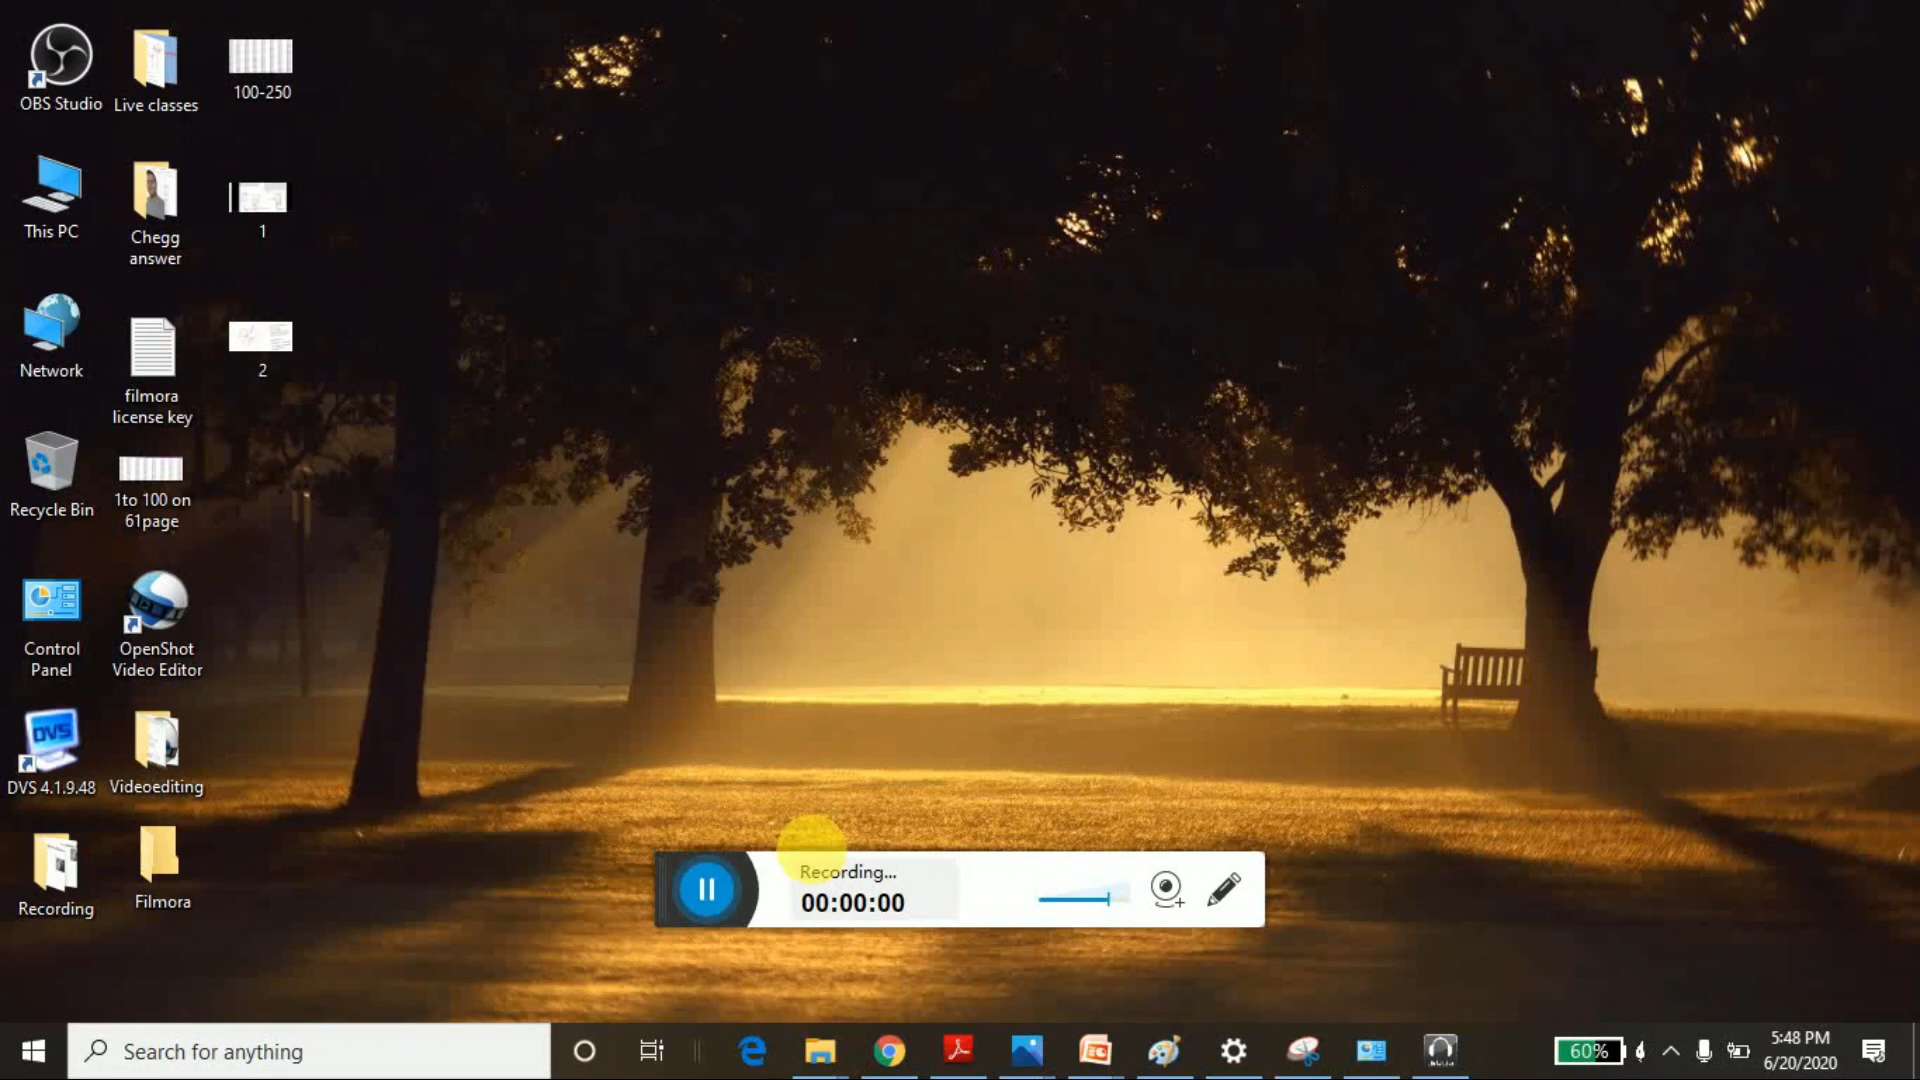 OBS Studio
Live classes
100-250
This PC
Chegg
answer
1
Network
filmora
license key
2
Recycle Bin
1to 100 on
61page
Control
Panel
OpenShot
Video Editor
DVS
DVS 4.1.9.48
Videoediting
Recording
Filmora
Recording...
00:00:00
Search for anything
60%
5:48 PM
6/20/2020